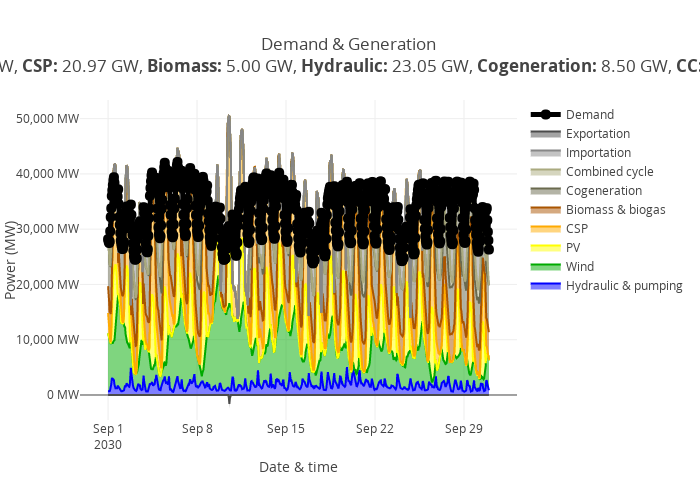 Demand & Generation
W, CSP: 20.97 GW, Biomass: 5.00 GW, Hydraulic: 23.05 GW, Cogeneration: 8.50 GW, CC:
50,000 MW
40,000 MW
30,000 MW
20,000 MW
10,000 MW
0 MW
Power (MW)
Sep 1
2030
Sep 8
Sep 15
Sep 22
Sep 29
Date & time
Demand
Exportation
Importation
Combined cycle
Cogeneration
Biomass & biogas
CSP
PV
Wind
Hydraulic & pumping